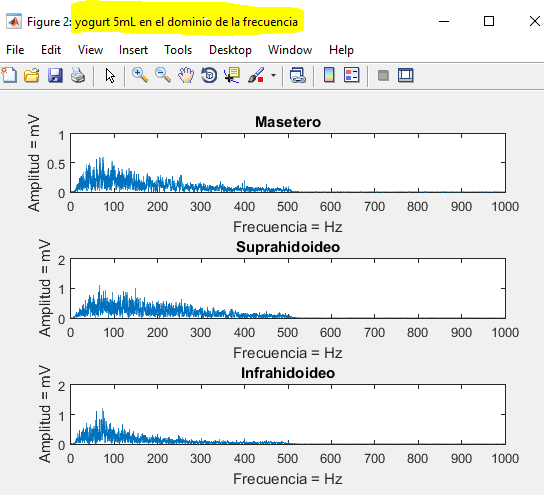 Figure 2: yogurt 5mL en el dominio de la frecuencia
File Edit View Insert Tools Desktop Window Help
Masetero
Amplitud = mV
1
0.5
0
0 100 200 300 400 500 600 700 800 900 1000
Frecuencia = Hz
Suprahidoideo
Amplitud = mV
2
1
0
0 100 200 300 400 500 600 700 800 900 1000
Frecuencia = Hz
Infrahidoideo
Amplitud = mV
2
1
0
0 100 200 300 400 500 600 700 800 900 1000
Frecuencia = Hz